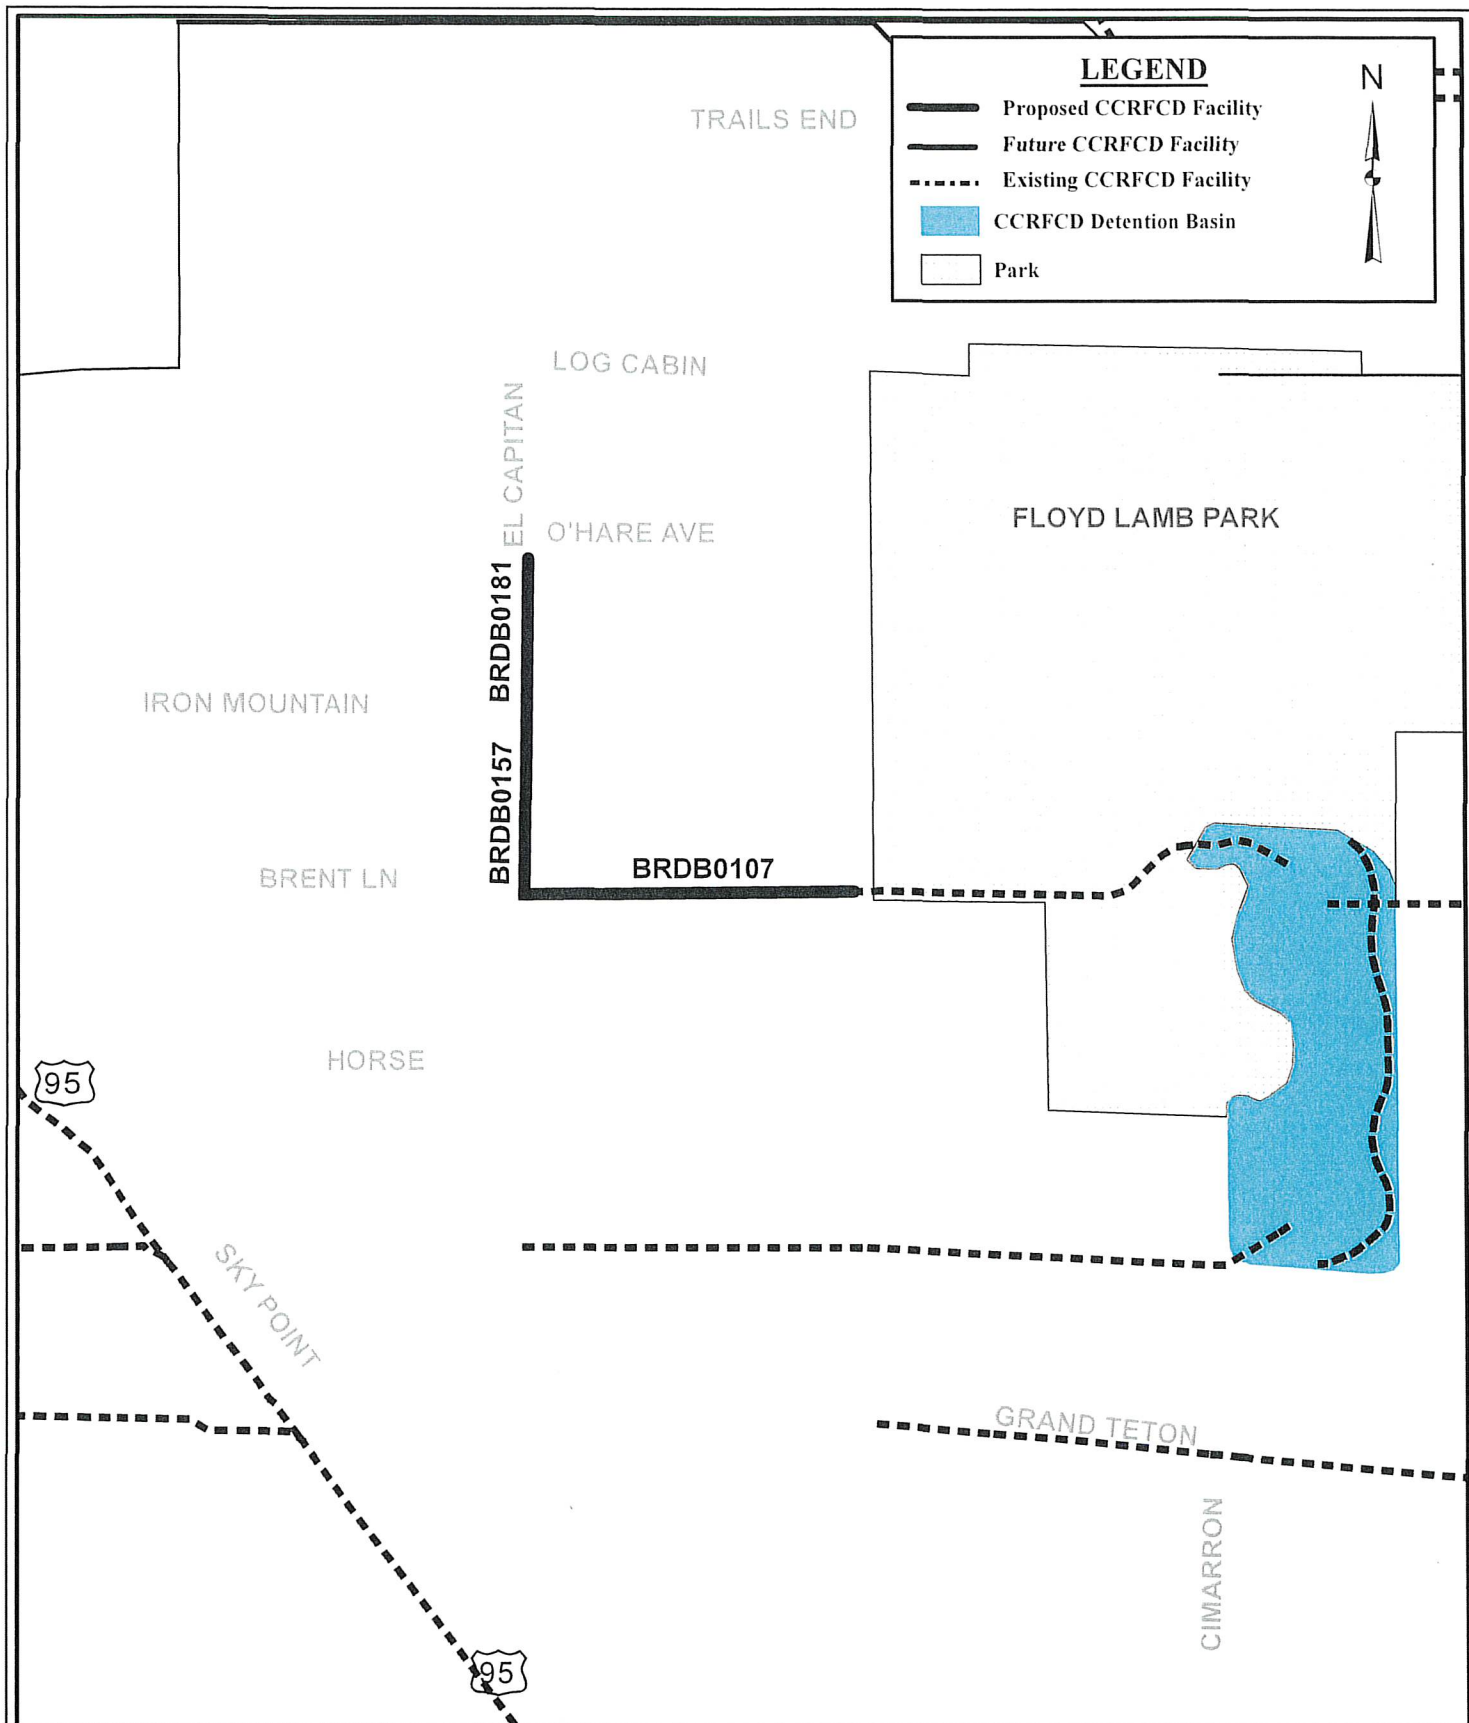 LEGEND
N
Proposed CCRFCD Facility
Future CCRFCD Facility
Existing CCRFCD Facility
CCRFCD Detention Basin
Park
TRAILS END
LOG CABIN
EL CAPITAN
O'HARE AVE
FLOYD LAMB PARK
BRDB0181
IRON MOUNTAIN
BRDB0157
BRENT LN
BRDB0107
HORSE
95
SKY POINT
GRAND TETON
CIMARRON
95